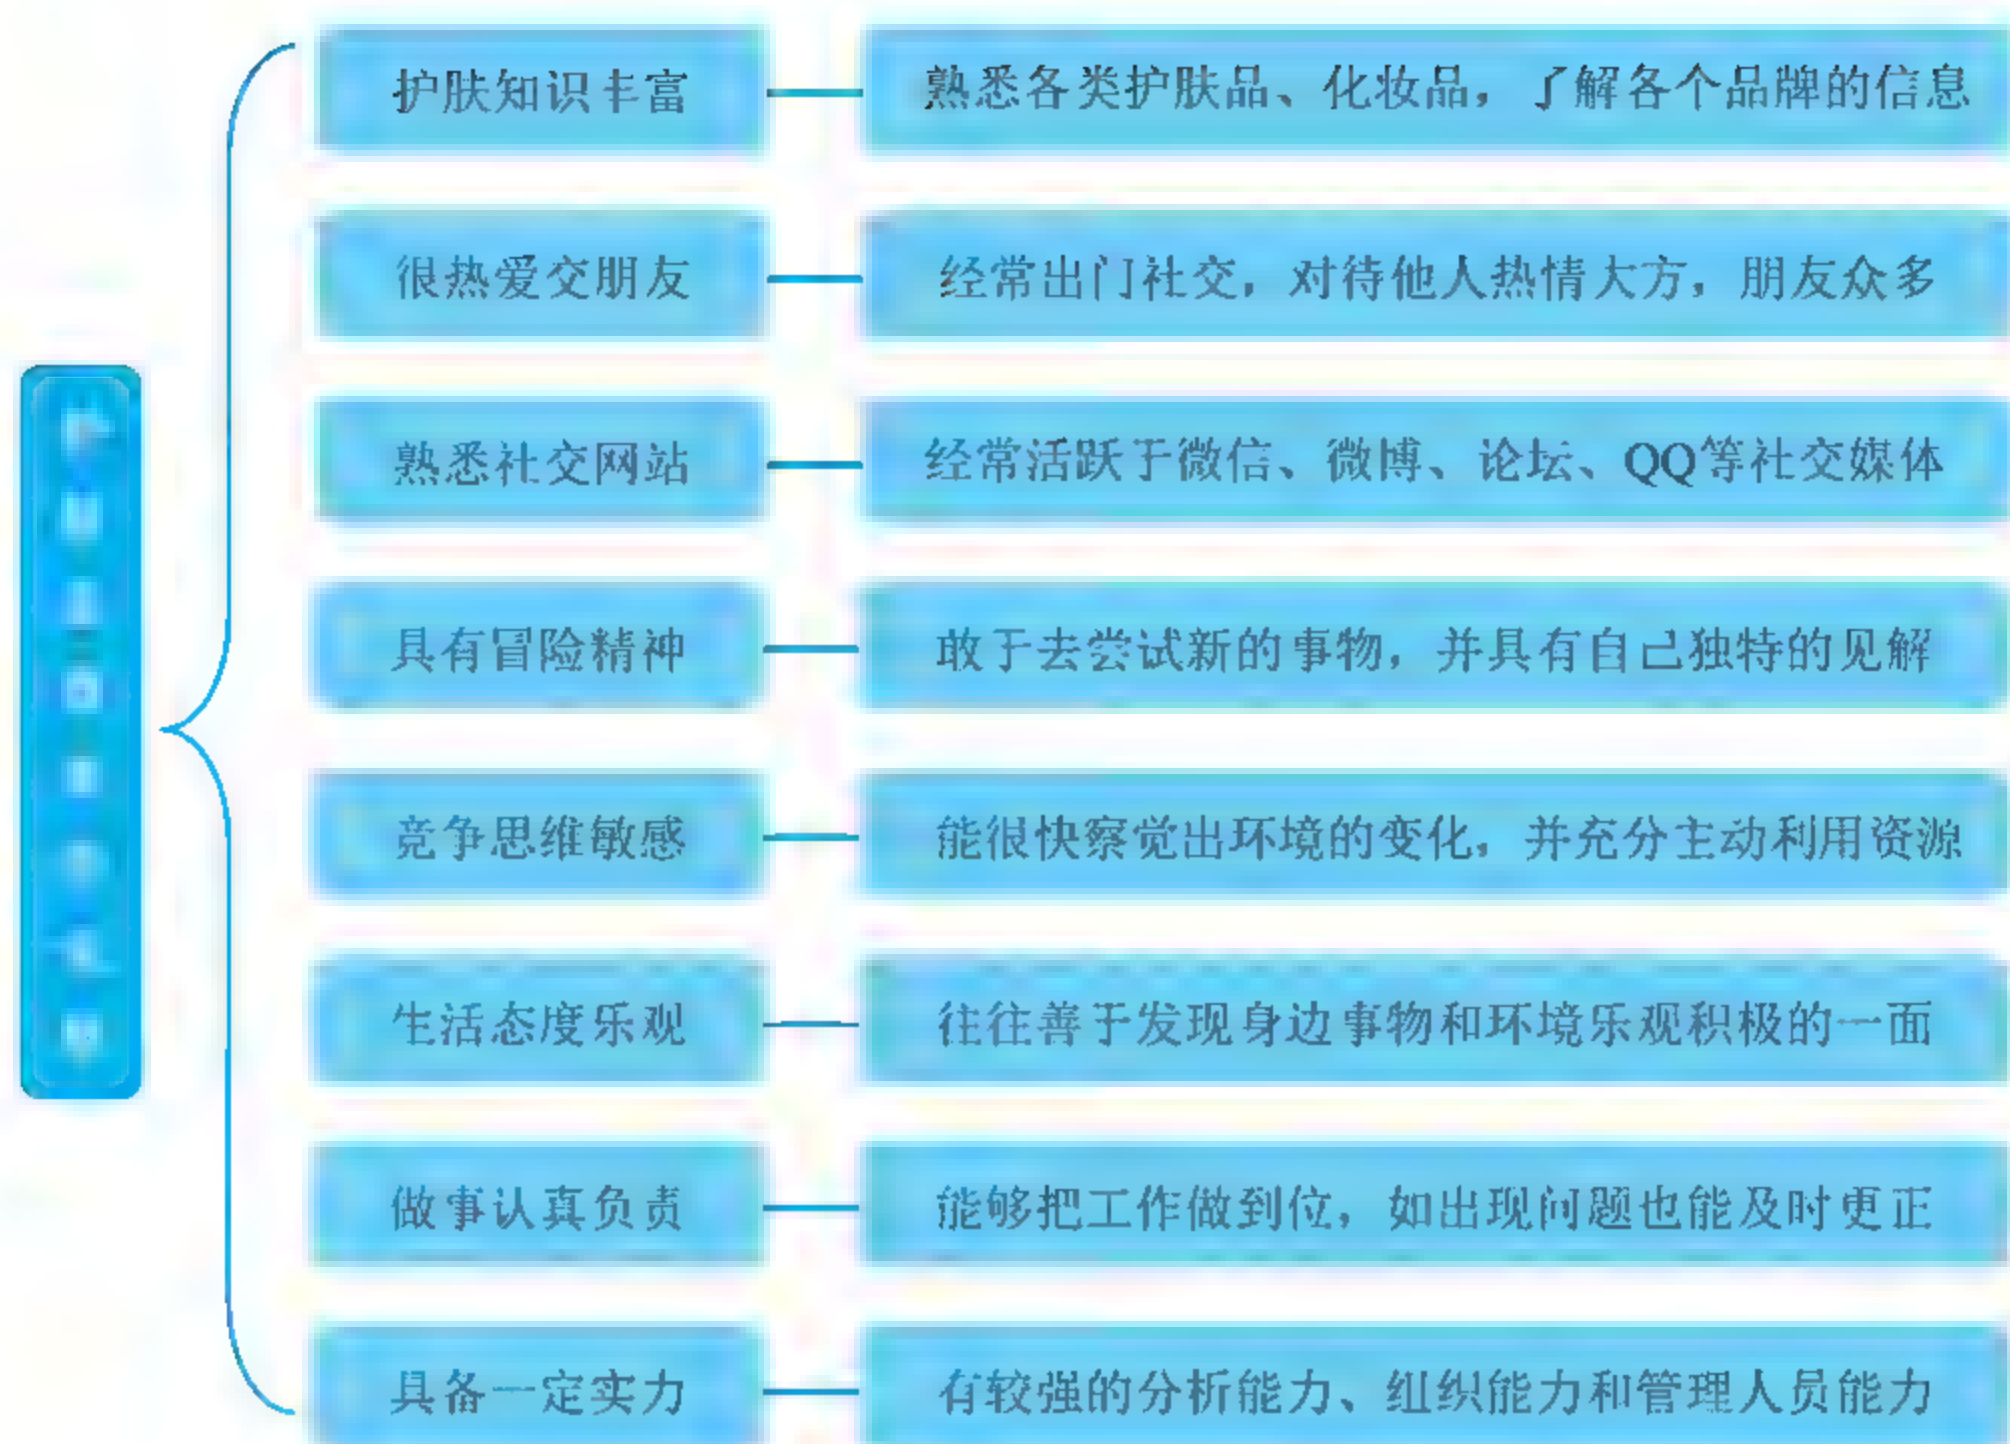 护肤知识丰富
熟悉各类护肤品、化妆品，了解各个品牌的信息
很热爱交朋友
经常出门社交，对待他人热情大方，朋友众多
熟悉社交网站
经常活跃于微信、微博、论坛、QQ等社交媒体
具有冒险精神
敢于去尝试新的事物，并具有自己独特的见解
竞争思维敏感
能很快察觉出环境的变化，并充分主动利用资源
生活态度乐观
往往善于发现身边事物和环境乐观积极的一面
做事认真负责
能够把工作做到位，如出现问题也能及时更正
具备一定实力
有较强的分析能力、组织能力和管理人员能力